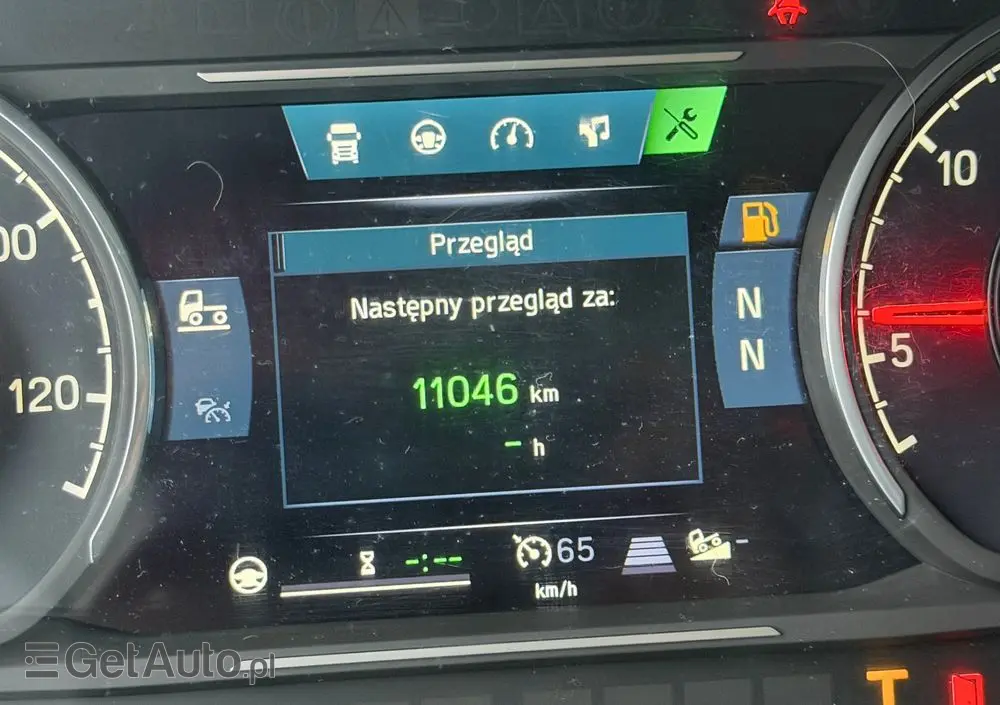 Przegląd
Następny przegląd za:
11046 km
- h
N
N
00
120
10
5
-:--
65
km/h
-
T
GetAuto.pl